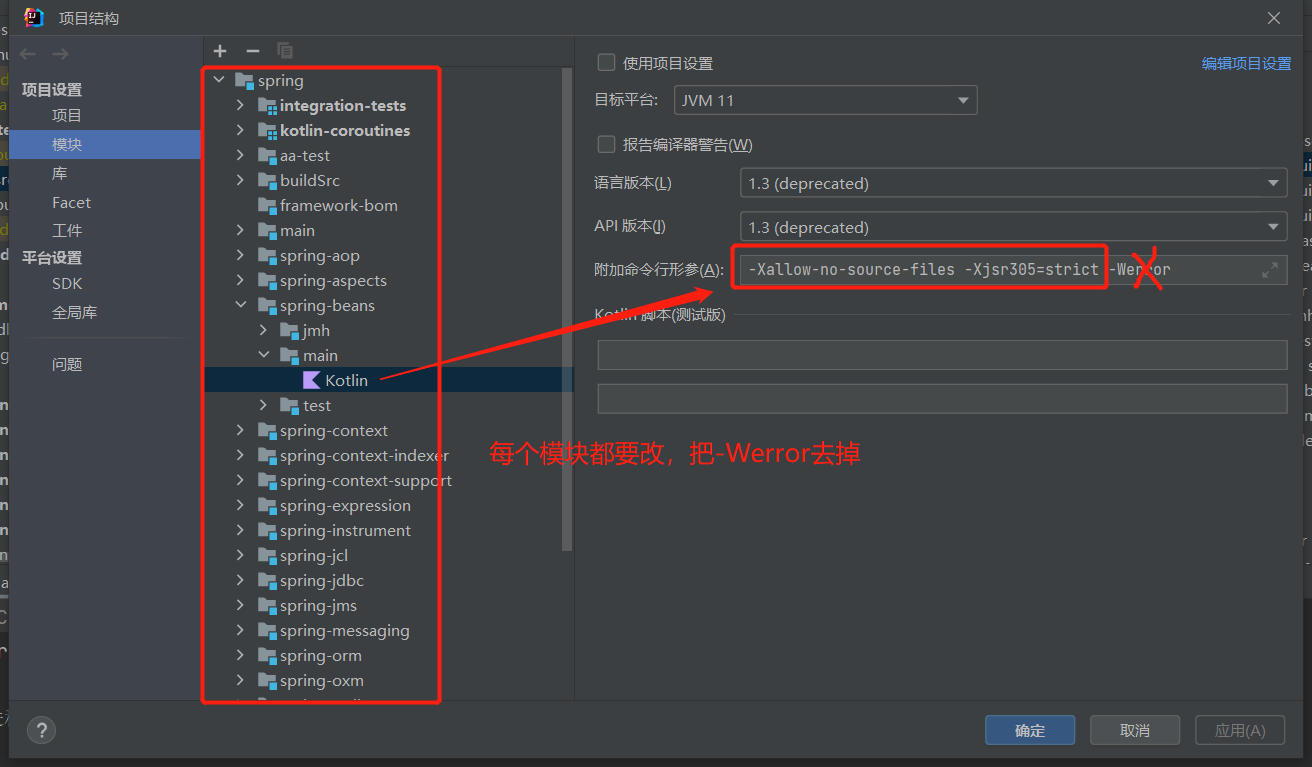 项目结构
项目设置
项目
模块
库
Facet
工件
平台设置
SDK
全局库
问题
spring
integration-tests
kotlin-coroutines
aa-test
buildSrc
framework-bom
main
spring-aop
spring-aspects
spring-beans
jmh
main
Kotlin
test
spring-context
spring-context-indexer
spring-context-support
spring-expression
spring-instrument
spring-jcl
spring-jdbc
spring-jms
spring-messaging
spring-orm
spring-oxm
使用项目设置
编辑项目设置
目标平台: JVM 11
报告编译器警告(W)
语言版本(L) 1.3 (deprecated)
API 版本(I) 1.3 (deprecated)
附加命令行形参(A): -Xallow-no-source-files -Xjsr305=strict -Werror
Kotlin 脚本(测试版)
每个模块都要改，把-Werror去掉
?
确定
取消
应用(A)